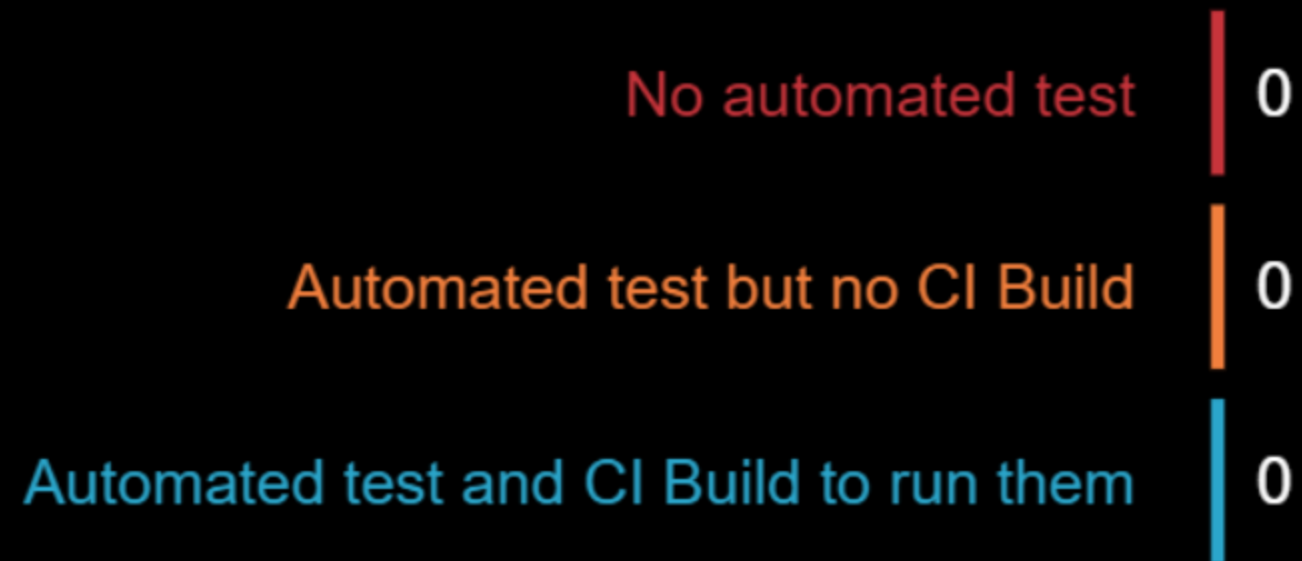 No automated test 0
Automated test but no CI Build 0
Automated test and CI Build to run them 0